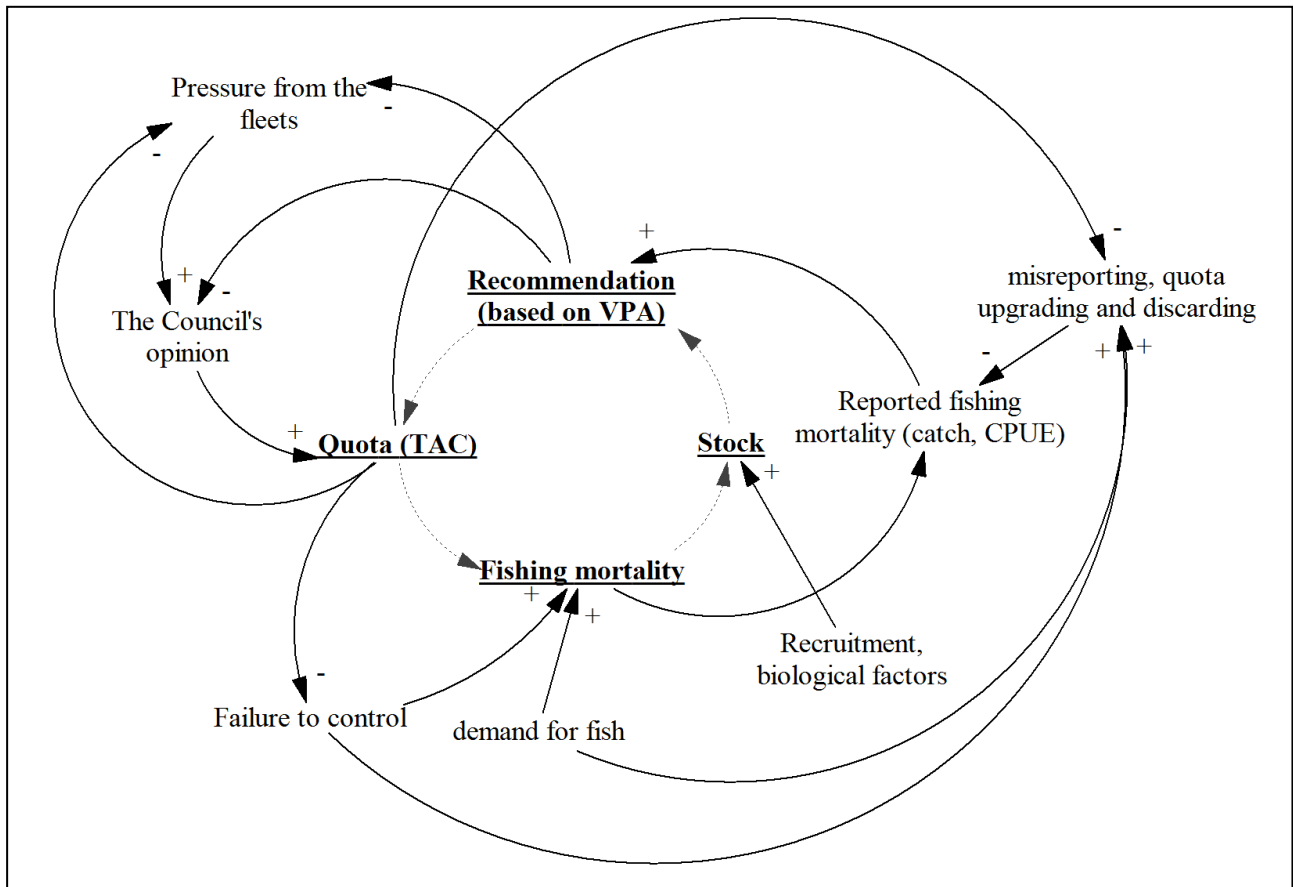 Pressure from the
fleets
-
-
+
-
The Council's
opinion
+
Recommendation
(based on VPA)
+
-
misreporting, quota
upgrading and discarding
-
+
+
Reported fishing
mortality (catch, CPUE)
Quota (TAC)
Stock
+
Fishing mortality
+
+
Recruitment,
biological factors
-
Failure to control
demand for fish